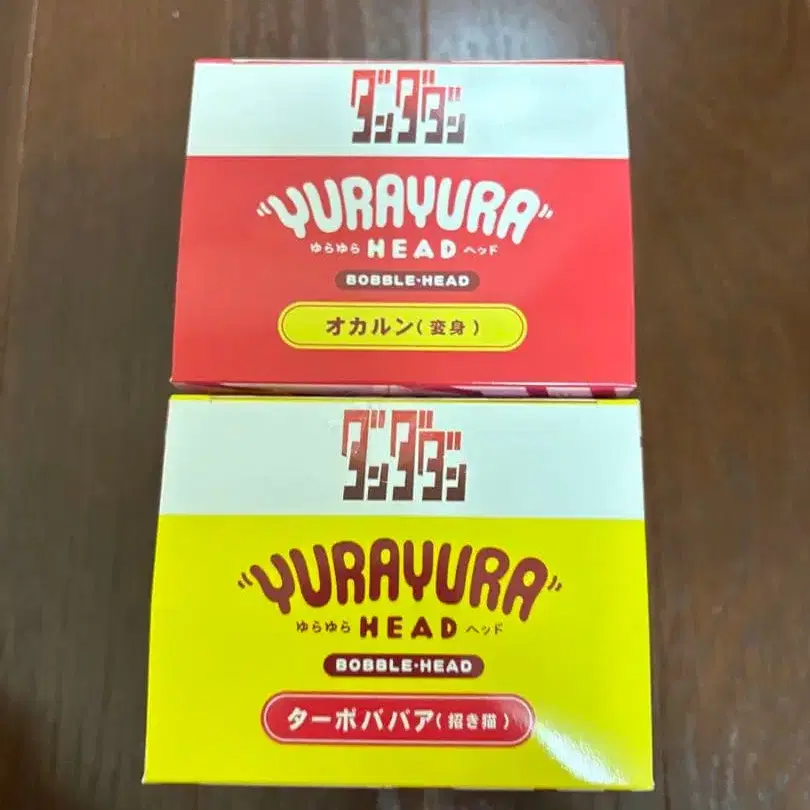 ダンダダン
"YURAYURA"
ゆらゆら HEAD ヘッド
BOBBLE-HEAD
オカルン(変身)
ダンダダン
"YURAYURA"
ゆらゆら HEAD ヘッド
BOBBLE-HEAD
ターボババア(招き猫)